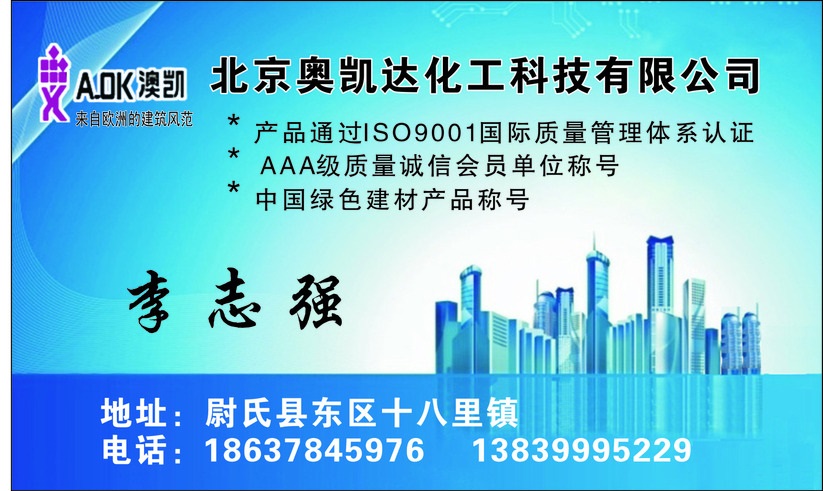 A.OK澳凯
来自欧洲的建筑风范
北京奥凯达化工科技有限公司
* 产品通过ISO9001国际质量管理体系认证
* AAA级质量诚信会员单位称号
* 中国绿色建材产品称号
李志强
地址：尉氏县东区十八里镇
电话：18637845976 13839995229